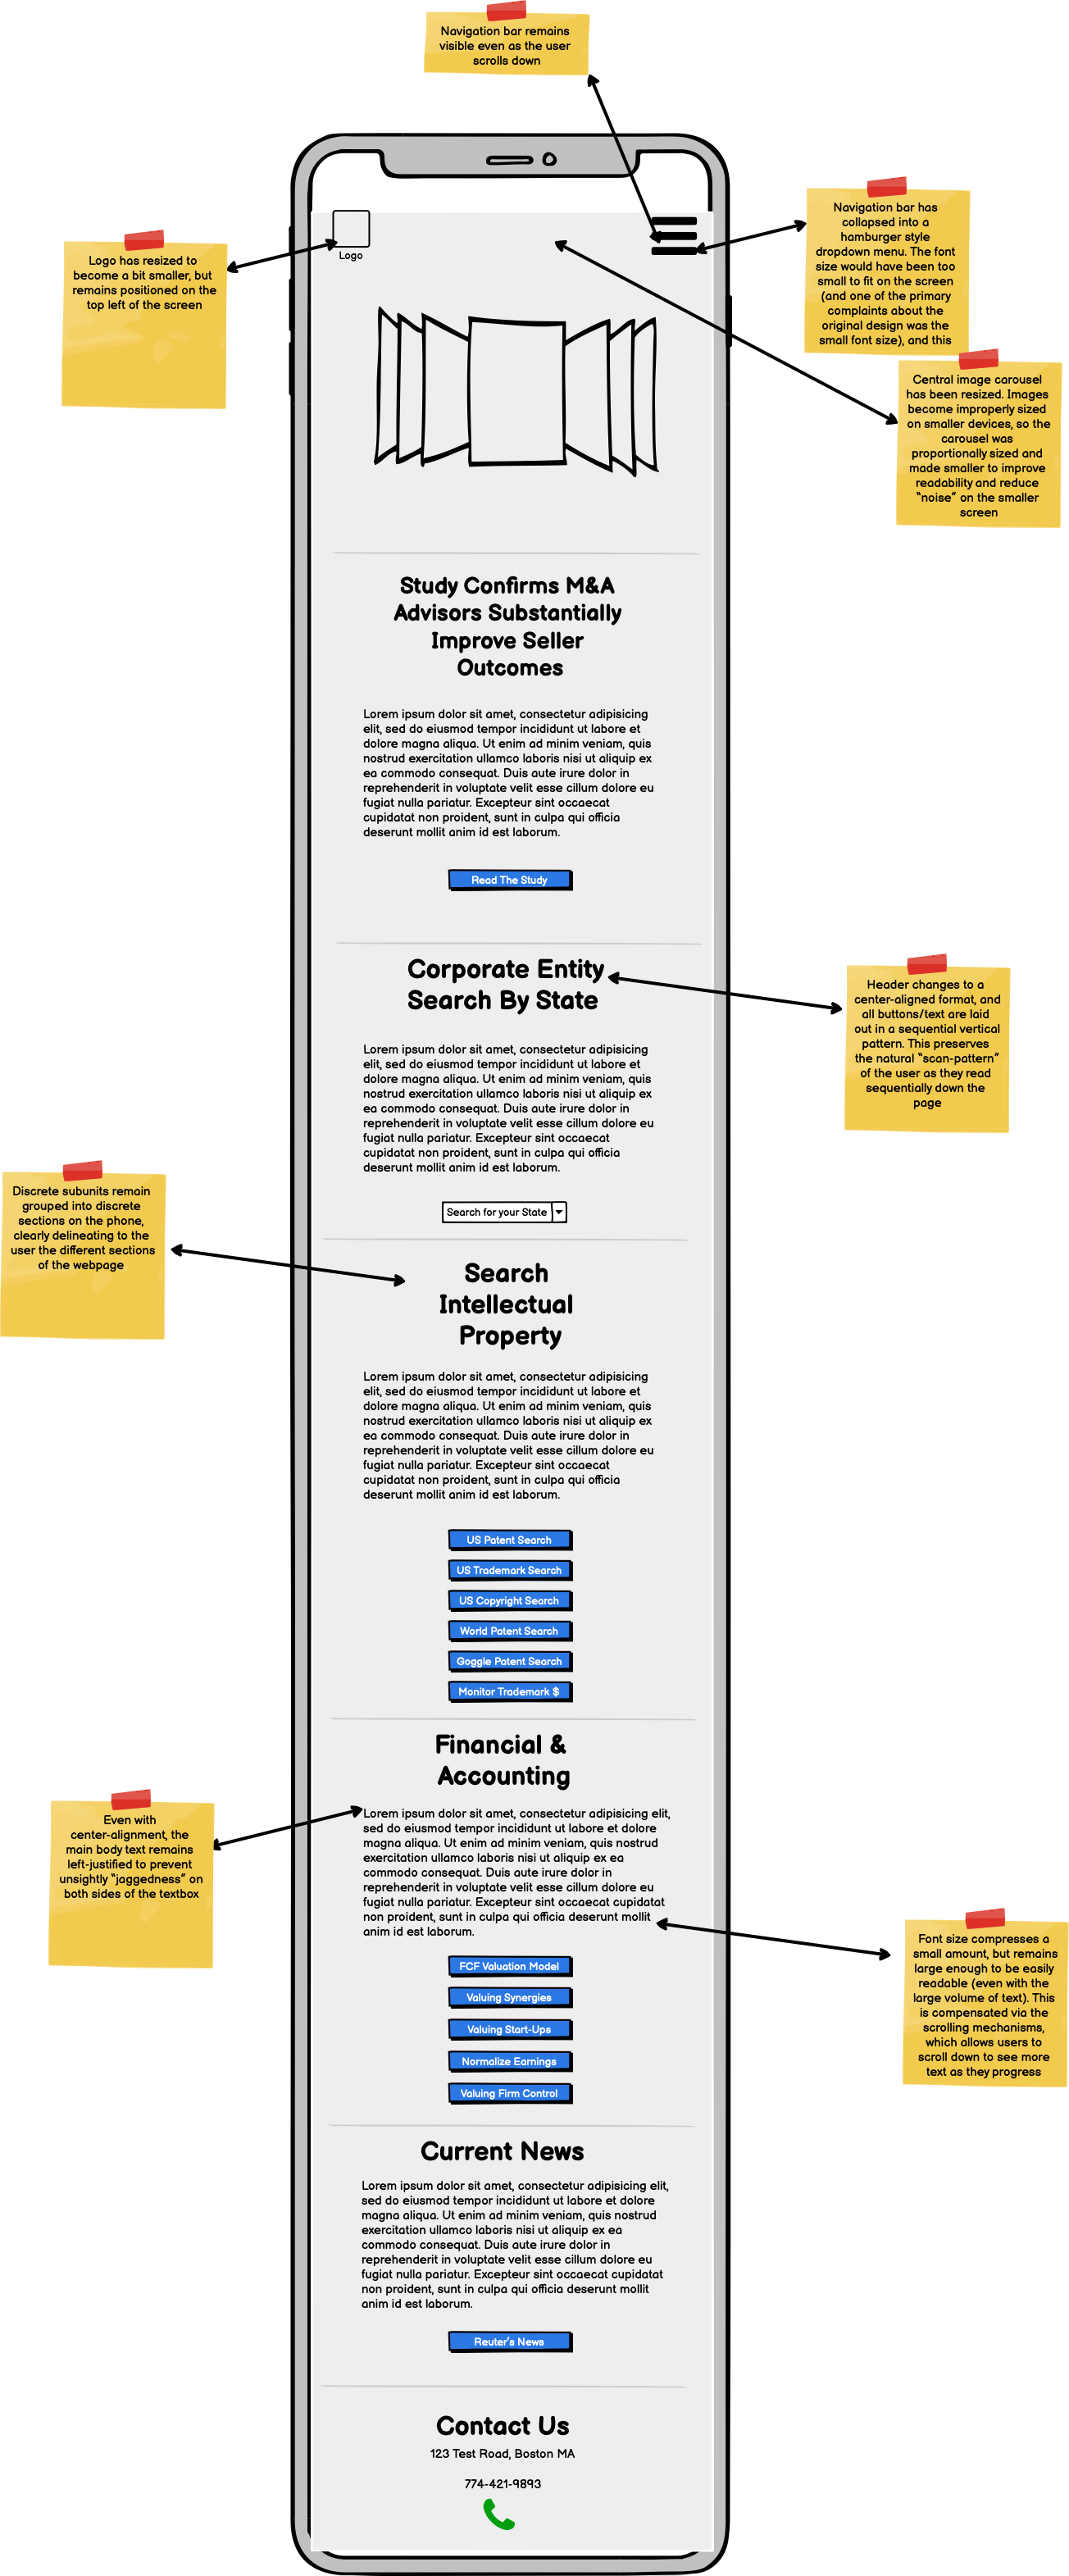 Navigation bar remains
visible even as the user
scrolls down
Navigation bar has
collapsed into a
hamburger style
dropdown menu. The font
size would have been too
small to fit on the screen
(and one of the primary
complaints about the
original design was the
small font size), and this
Logo has resized to
become a bit smaller, but
remains positioned on the
top left of the screen
Logo
Central image carousel
has been resized. Images
become improperly sized
on smaller devices, so the
carousel was
proportionally sized and
made smaller to improve
readability and reduce
"noise" on the smaller
screen
Study Confirms M&A
Advisors Substantially
Improve Seller
Outcomes
Lorem ipsum dolor sit amet, consectetur adipisicing
elit, sed do eiusmod tempor incididunt ut labore et
dolore magna aliqua. Ut enim ad minim veniam, quis
nostrud exercitation ullamco laboris nisi ut aliquip ex
ea commodo consequat. Duis aute irure dolor in
reprehenderit in voluptate velit esse cillum dolore eu
fugiat nulla pariatur. Excepteur sint occaecat
cupidatat non proident, sunt in culpa qui officia
deserunt mollit anim id est laborum.
Read The Study
Corporate Entity
Search By State
Header changes to a
center-aligned format, and
all buttons/text are laid
out in a sequential vertical
pattern. This preserves
the natural "scan-pattern"
of the user as they read
sequentially down the
page
Lorem ipsum dolor sit amet, consectetur adipisicing
elit, sed do eiusmod tempor incididunt ut labore et
dolore magna aliqua. Ut enim ad minim veniam, quis
nostrud exercitation ullamco laboris nisi ut aliquip ex
ea commodo consequat. Duis aute irure dolor in
reprehenderit in voluptate velit esse cillum dolore eu
fugiat nulla pariatur. Excepteur sint occaecat
cupidatat non proident, sunt in culpa qui officia
deserunt mollit anim id est laborum.
Search for your State
Discrete subunits remain
grouped into discrete
sections on the phone,
clearly delineating to the
user the different sections
of the webpage
Search
Intellectual
Property
Lorem ipsum dolor sit amet, consectetur adipisicing
elit, sed do eiusmod tempor incididunt ut labore et
dolore magna aliqua. Ut enim ad minim veniam, quis
nostrud exercitation ullamco laboris nisi ut aliquip ex
ea commodo consequat. Duis aute irure dolor in
reprehenderit in voluptate velit esse cillum dolore eu
fugiat nulla pariatur. Excepteur sint occaecat
cupidatat non proident, sunt in culpa qui officia
deserunt mollit anim id est laborum.
US Patent Search
US Trademark Search
US Copyright Search
World Patent Search
Goggle Patent Search
Monitor Trademark $
Financial &
Accounting
Even with
center-alignment, the
main body text remains
left-justified to prevent
unsightly "jaggedness" on
both sides of the textbox
Lorem ipsum dolor sit amet, consectetur adipisicing elit,
sed do eiusmod tempor incididunt ut labore et dolore
magna aliqua. Ut enim ad minim veniam, quis nostrud
exercitation ullamco laboris nisi ut aliquip ex ea
commodo consequat. Duis aute irure dolor in
reprehenderit in voluptate velit esse cillum dolore eu
fugiat nulla pariatur. Excepteur sint occaecat cupidatat
non proident, sunt in culpa qui officia deserunt mollit
anim id est laborum.
Font size compresses a
small amount, but remains
large enough to be easily
readable (even with the
large volume of text). This
is compensated via the
scrolling mechanisms,
which allows users to
scroll down to see more
text as they progress
FCF Valuation Model
Valuing Synergies
Valuing Start-Ups
Normalize Earnings
Valuing Firm Control
Current News
Lorem ipsum dolor sit amet, consectetur adipisicing elit,
sed do eiusmod tempor incididunt ut labore et dolore
magna aliqua. Ut enim ad minim veniam, quis nostrud
exercitation ullamco laboris nisi ut aliquip ex ea
commodo consequat. Duis aute irure dolor in
reprehenderit in voluptate velit esse cillum dolore eu
fugiat nulla pariatur. Excepteur sint occaecat cupidatat
non proident, sunt in culpa qui officia deserunt mollit
anim id est laborum.
Reuter's News
Contact Us
123 Test Road, Boston MA
774-421-9893